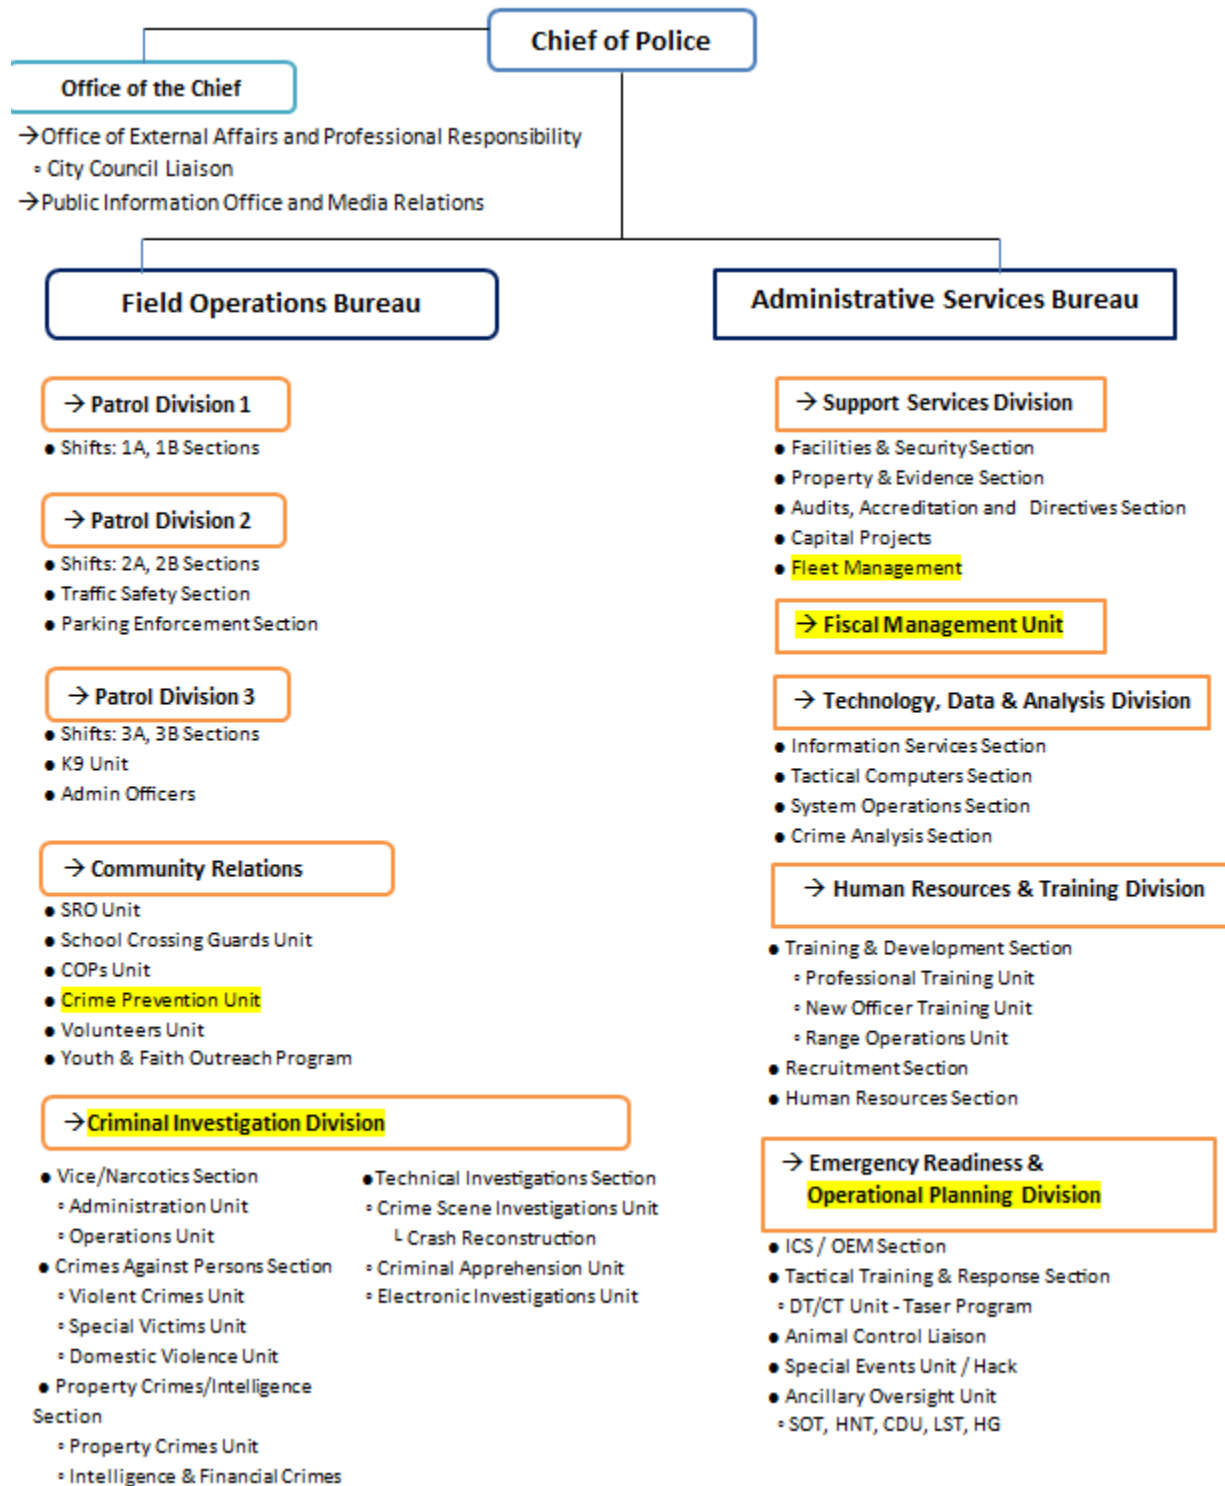 Chief of Police
Office of the Chief
→Office of External Affairs and Professional Responsibility
▫ City Council Liaison
→Public Information Office and Media Relations
Field Operations Bureau
→ Patrol Division 1
● Shifts: 1A, 1B Sections
→ Patrol Division 2
● Shifts: 2A, 2B Sections
● Traffic Safety Section
● Parking Enforcement Section
→ Patrol Division 3
● Shifts: 3A, 3B Sections
● K9 Unit
● Admin Officers
→ Community Relations
● SRO Unit
● School Crossing Guards Unit
● COPs Unit
● Crime Prevention Unit
● Volunteers Unit
● Youth & Faith Outreach Program
→Criminal Investigation Division
● Vice/Narcotics Section
▫ Administration Unit
▫ Operations Unit
● Crimes Against Persons Section
▫ Violent Crimes Unit
▫ Special Victims Unit
▫ Domestic Violence Unit
● Property Crimes/Intelligence
Section
▫ Property Crimes Unit
▫ Intelligence & Financial Crimes
●Technical Investigations Section
▫ Crime Scene Investigations Unit
└ Crash Reconstruction
▫ Criminal Apprehension Unit
▫ Electronic Investigations Unit
Administrative Services Bureau
→ Support Services Division
● Facilities & Security Section
● Property & Evidence Section
● Audits, Accreditation and Directives Section
● Capital Projects
● Fleet Management
→ Fiscal Management Unit
→ Technology, Data & Analysis Division
● Information Services Section
● Tactical Computers Section
● System Operations Section
● Crime Analysis Section
→ Human Resources & Training Division
● Training & Development Section
▫ Professional Training Unit
▫ New Officer Training Unit
▫ Range Operations Unit
● Recruitment Section
● Human Resources Section
→ Emergency Readiness &
Operational Planning Division
● ICS / OEM Section
● Tactical Training & Response Section
▫ DT/CT Unit - Taser Program
● Animal Control Liaison
● Special Events Unit / Hack
● Ancillary Oversight Unit
▫ SOT, HNT, CDU, LST, HG